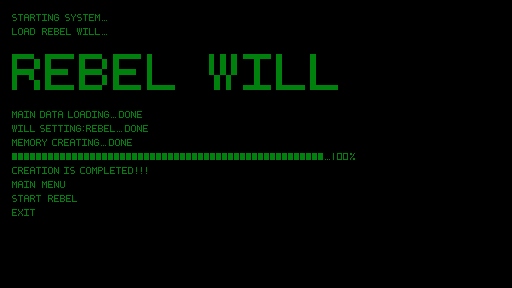 STARTING SYSTEM...
LOAD REBEL WILL...
REBEL WILL
MAIN DATA LOADING...DONE
WILL SETTING:REBEL...DONE
MEMORY CREATING...DONE
...100%
CREATION IS COMPLETED!!!
MAIN MENU
START REBEL
EXIT